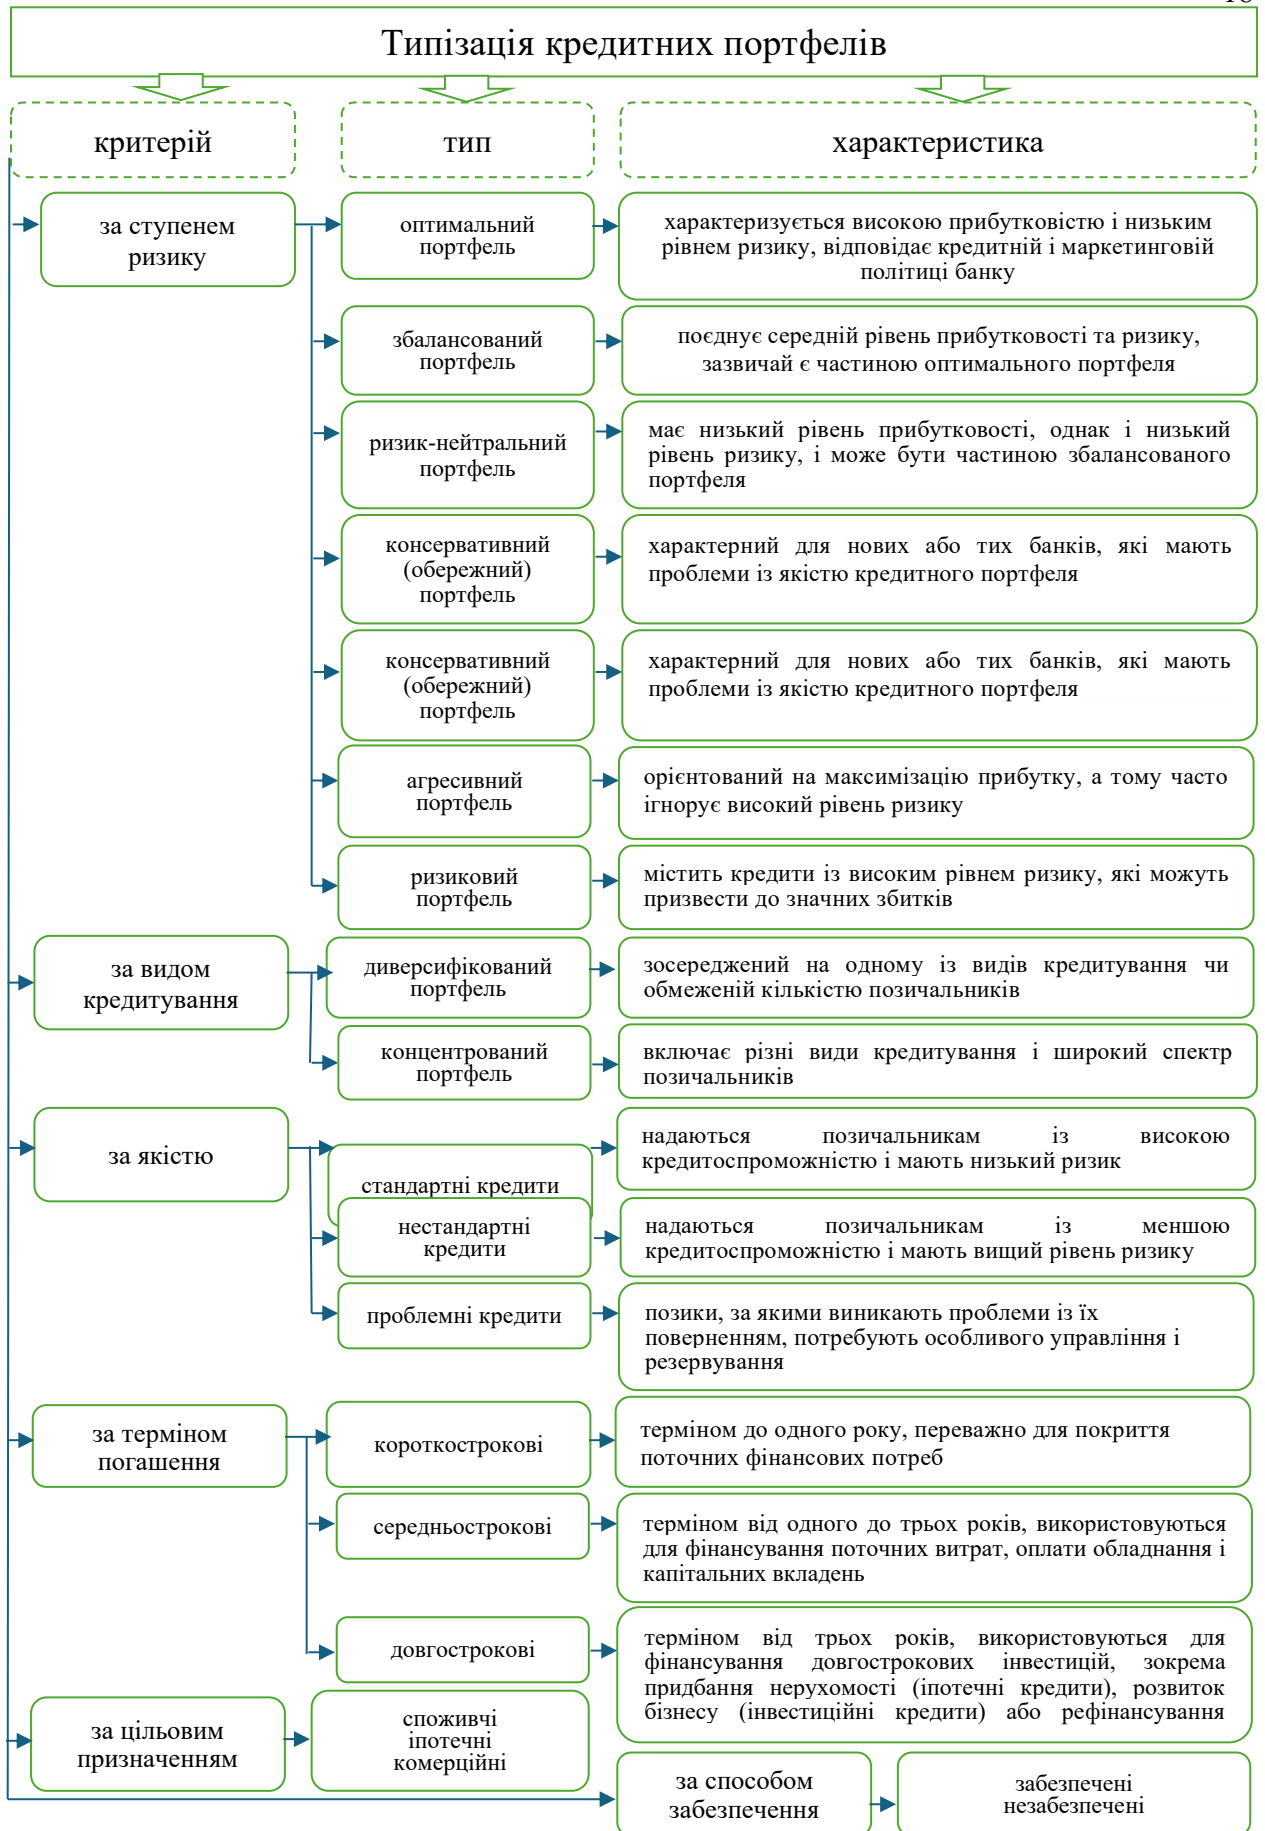 Типізація кредитних портфелів
критерій
тип
характеристика
за ступенем
ризику
оптимальний
портфель
характеризується високою прибутковістю і низьким
рівнем ризику, відповідає кредитній і маркетинговій
політиці банку
збалансований
портфель
поєднує середній рівень прибутковості та ризику,
зазвичай є частиною оптимального портфеля
ризик-нейтральний
портфель
має низький рівень прибутковості, однак і низький
рівень ризику, і може бути частиною збалансованого
портфеля
консервативний
(обережний)
портфель
характерний для нових або тих банків, які мають
проблеми із якістю кредитного портфеля
консервативний
(обережний)
портфель
характерний для нових або тих банків, які мають
проблеми із якістю кредитного портфеля
агресивний
портфель
орієнтований на максимізацію прибутку, а тому часто
ігнорує високий рівень ризику
ризиковий
портфель
містить кредити із високим рівнем ризику, які можуть
призвести до значних збитків
за видом
кредитування
диверсифікований
портфель
зосереджений на одному із видів кредитування чи
обмеженій кількістю позичальників
концентрований
портфель
включає різні види кредитування і широкий спектр
позичальників
за якістю
стандартні кредити
надаються позичальникам із високою
кредитоспроможністю і мають низький ризик
нестандартні
кредити
надаються позичальникам із меншою
кредитоспроможністю і мають вищий рівень ризику
проблемні кредити
позики, за якими виникають проблеми із їх
поверненням, потребують особливого управління і
резервування
за терміном
погашення
короткострокові
терміном до одного року, переважно для покриття
поточних фінансових потреб
середньострокові
терміном від одного до трьох років, використовуються
для фінансування поточних витрат, оплати обладнання і
капітальних вкладень
довгострокові
терміном від трьох років, використовуються для
фінансування довгострокових інвестицій, зокрема
придбання нерухомості (іпотечні кредити), розвиток
бізнесу (інвестиційні кредити) або рефінансування
за цільовим
призначенням
споживчі
іпотечні
комерційні
за способом
забезпечення
забезпечені
незабезпечені